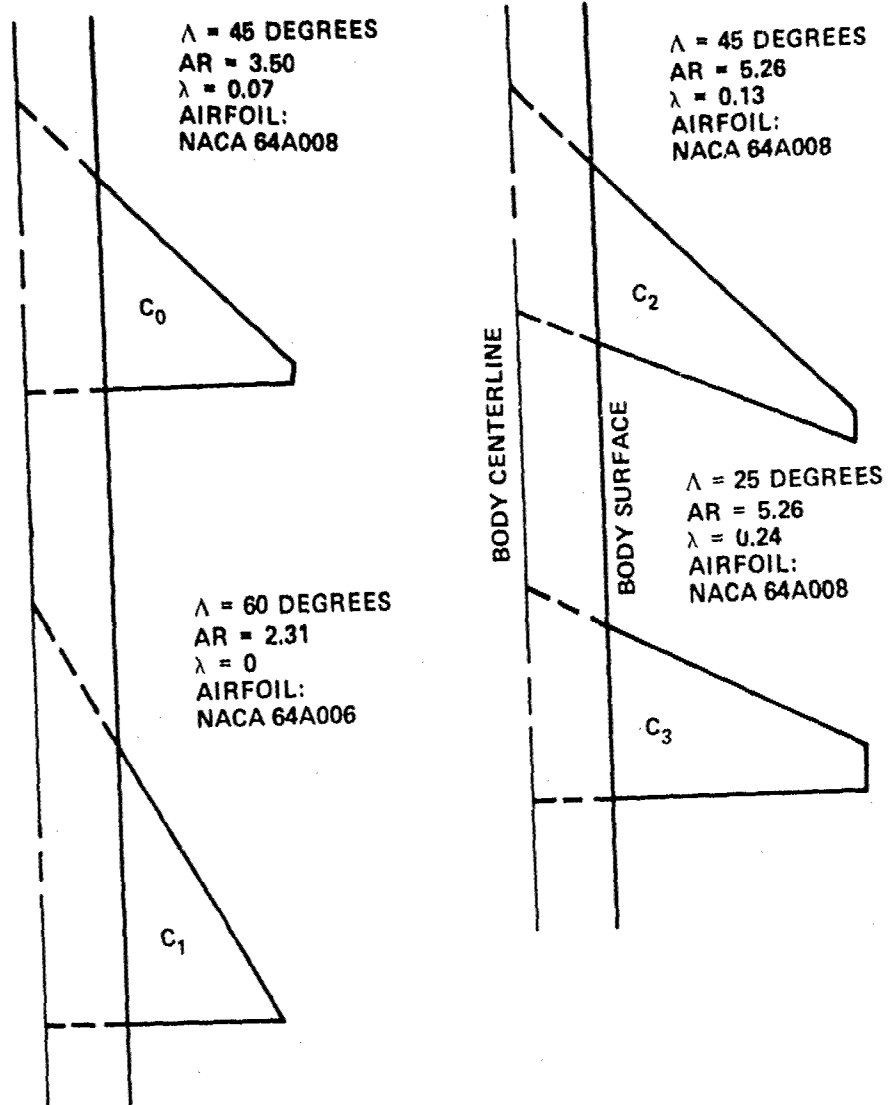 Λ = 45 DEGREES
AR = 3.50
λ = 0.07
AIRFOIL:
NACA 64A008
C₀
Λ = 60 DEGREES
AR = 2.31
λ = 0
AIRFOIL:
NACA 64A006
C₁
Λ = 45 DEGREES
AR = 5.26
λ = 0.13
AIRFOIL:
NACA 64A008
C₂
BODY CENTERLINE
BODY SURFACE
Λ = 25 DEGREES
AR = 5.26
λ = 0.24
AIRFOIL:
NACA 64A008
C₃